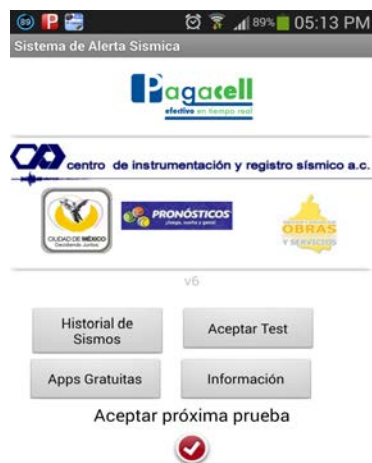 89 P 89% 05:13 PM
Sistema de Alerta Sismica
Pagacell
efectivo en tiempo real
centro de instrumentación y registro sísmico a.c.
CIUDAD DE MÉXICO
Decidiendo Juntos
PRONÓSTICOS
OBRAS
Y SERVICIOS
v6
Historial de
Sismos
Aceptar Test
Apps Gratuitas
Información
Aceptar próxima prueba